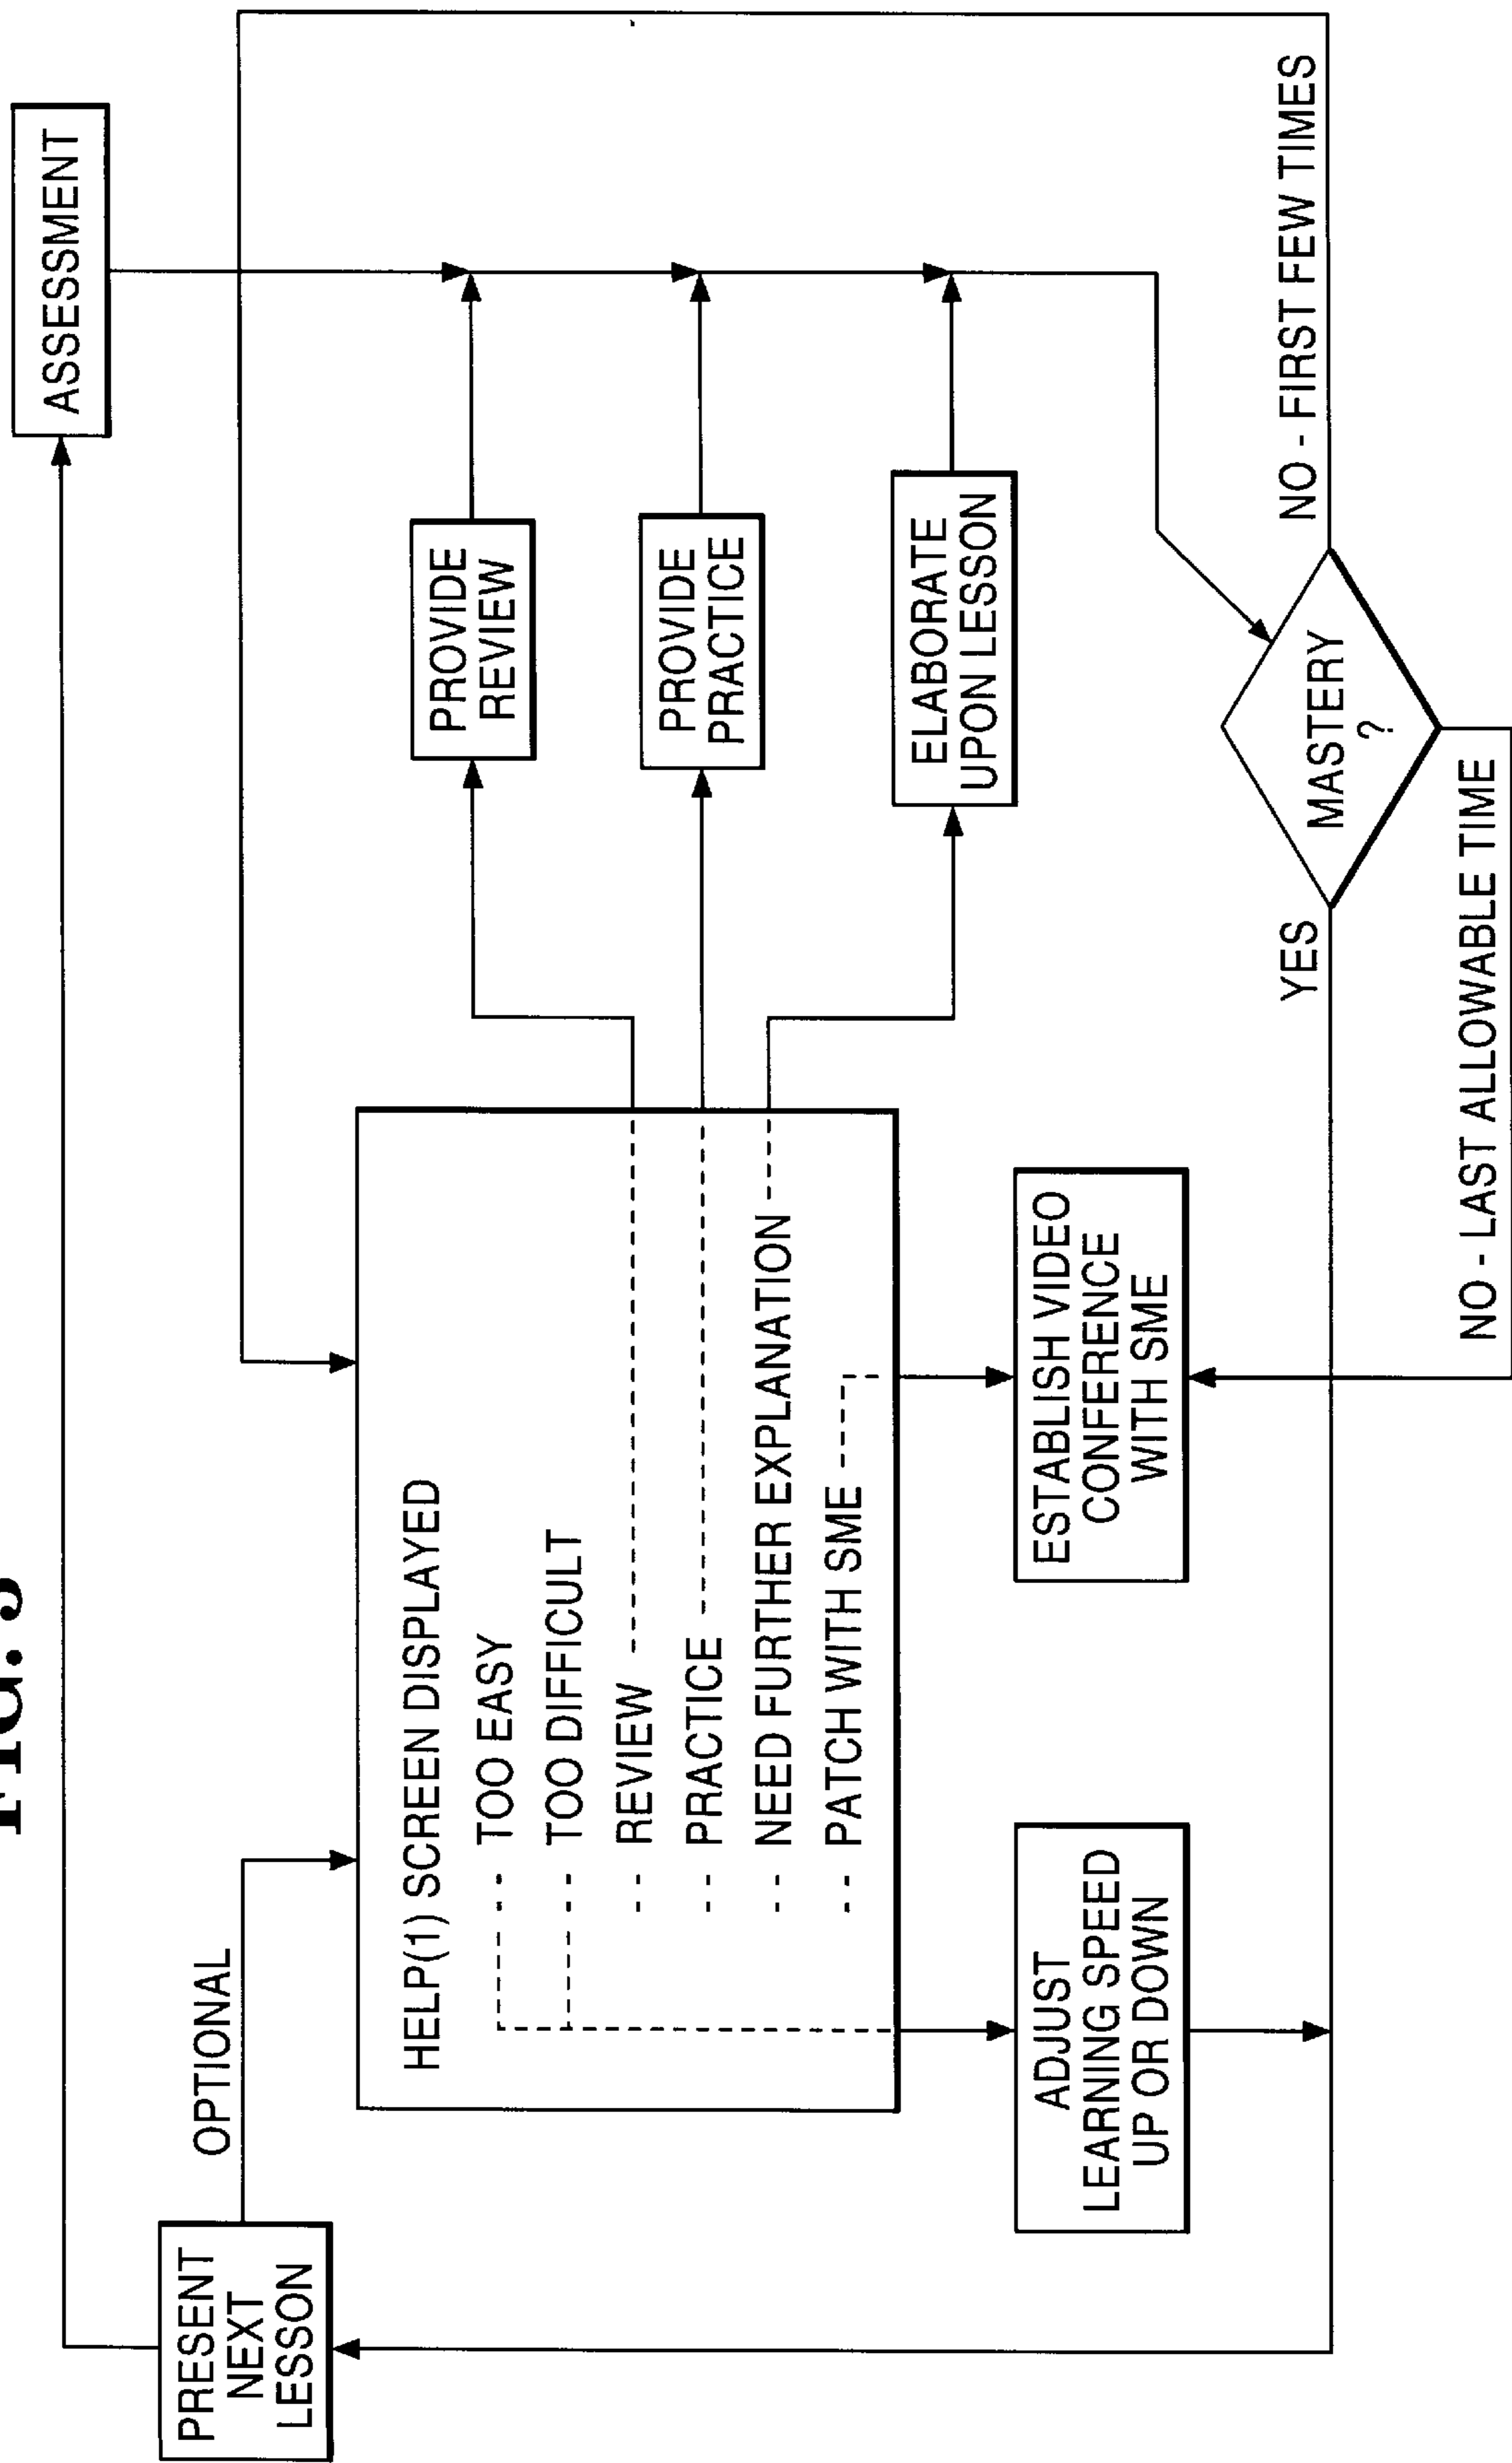 FIG.
ASSESSMENT
PRESENT
NEXT
LESSON
OPTIONAL
HELP(1) SCREEN DISPLAYED
-- TOO EASY
-- TOO DIFFICULT
-- REVIEW
-- PRACTICE
-- NEED FURTHER EXPLANATION
-- PATCH WITH SME
PROVIDE
REVIEW
PROVIDE
PRACTICE
ELABORATE
UPON LESSON
ADJUST
LEARNING SPEED
UP OR DOWN
ESTABLISH VIDEO
CONFERENCE
WITH SME
YES
MASTERY
?
NO - FIRST FEW TIMES
NO - LAST ALLOWABLE TIME